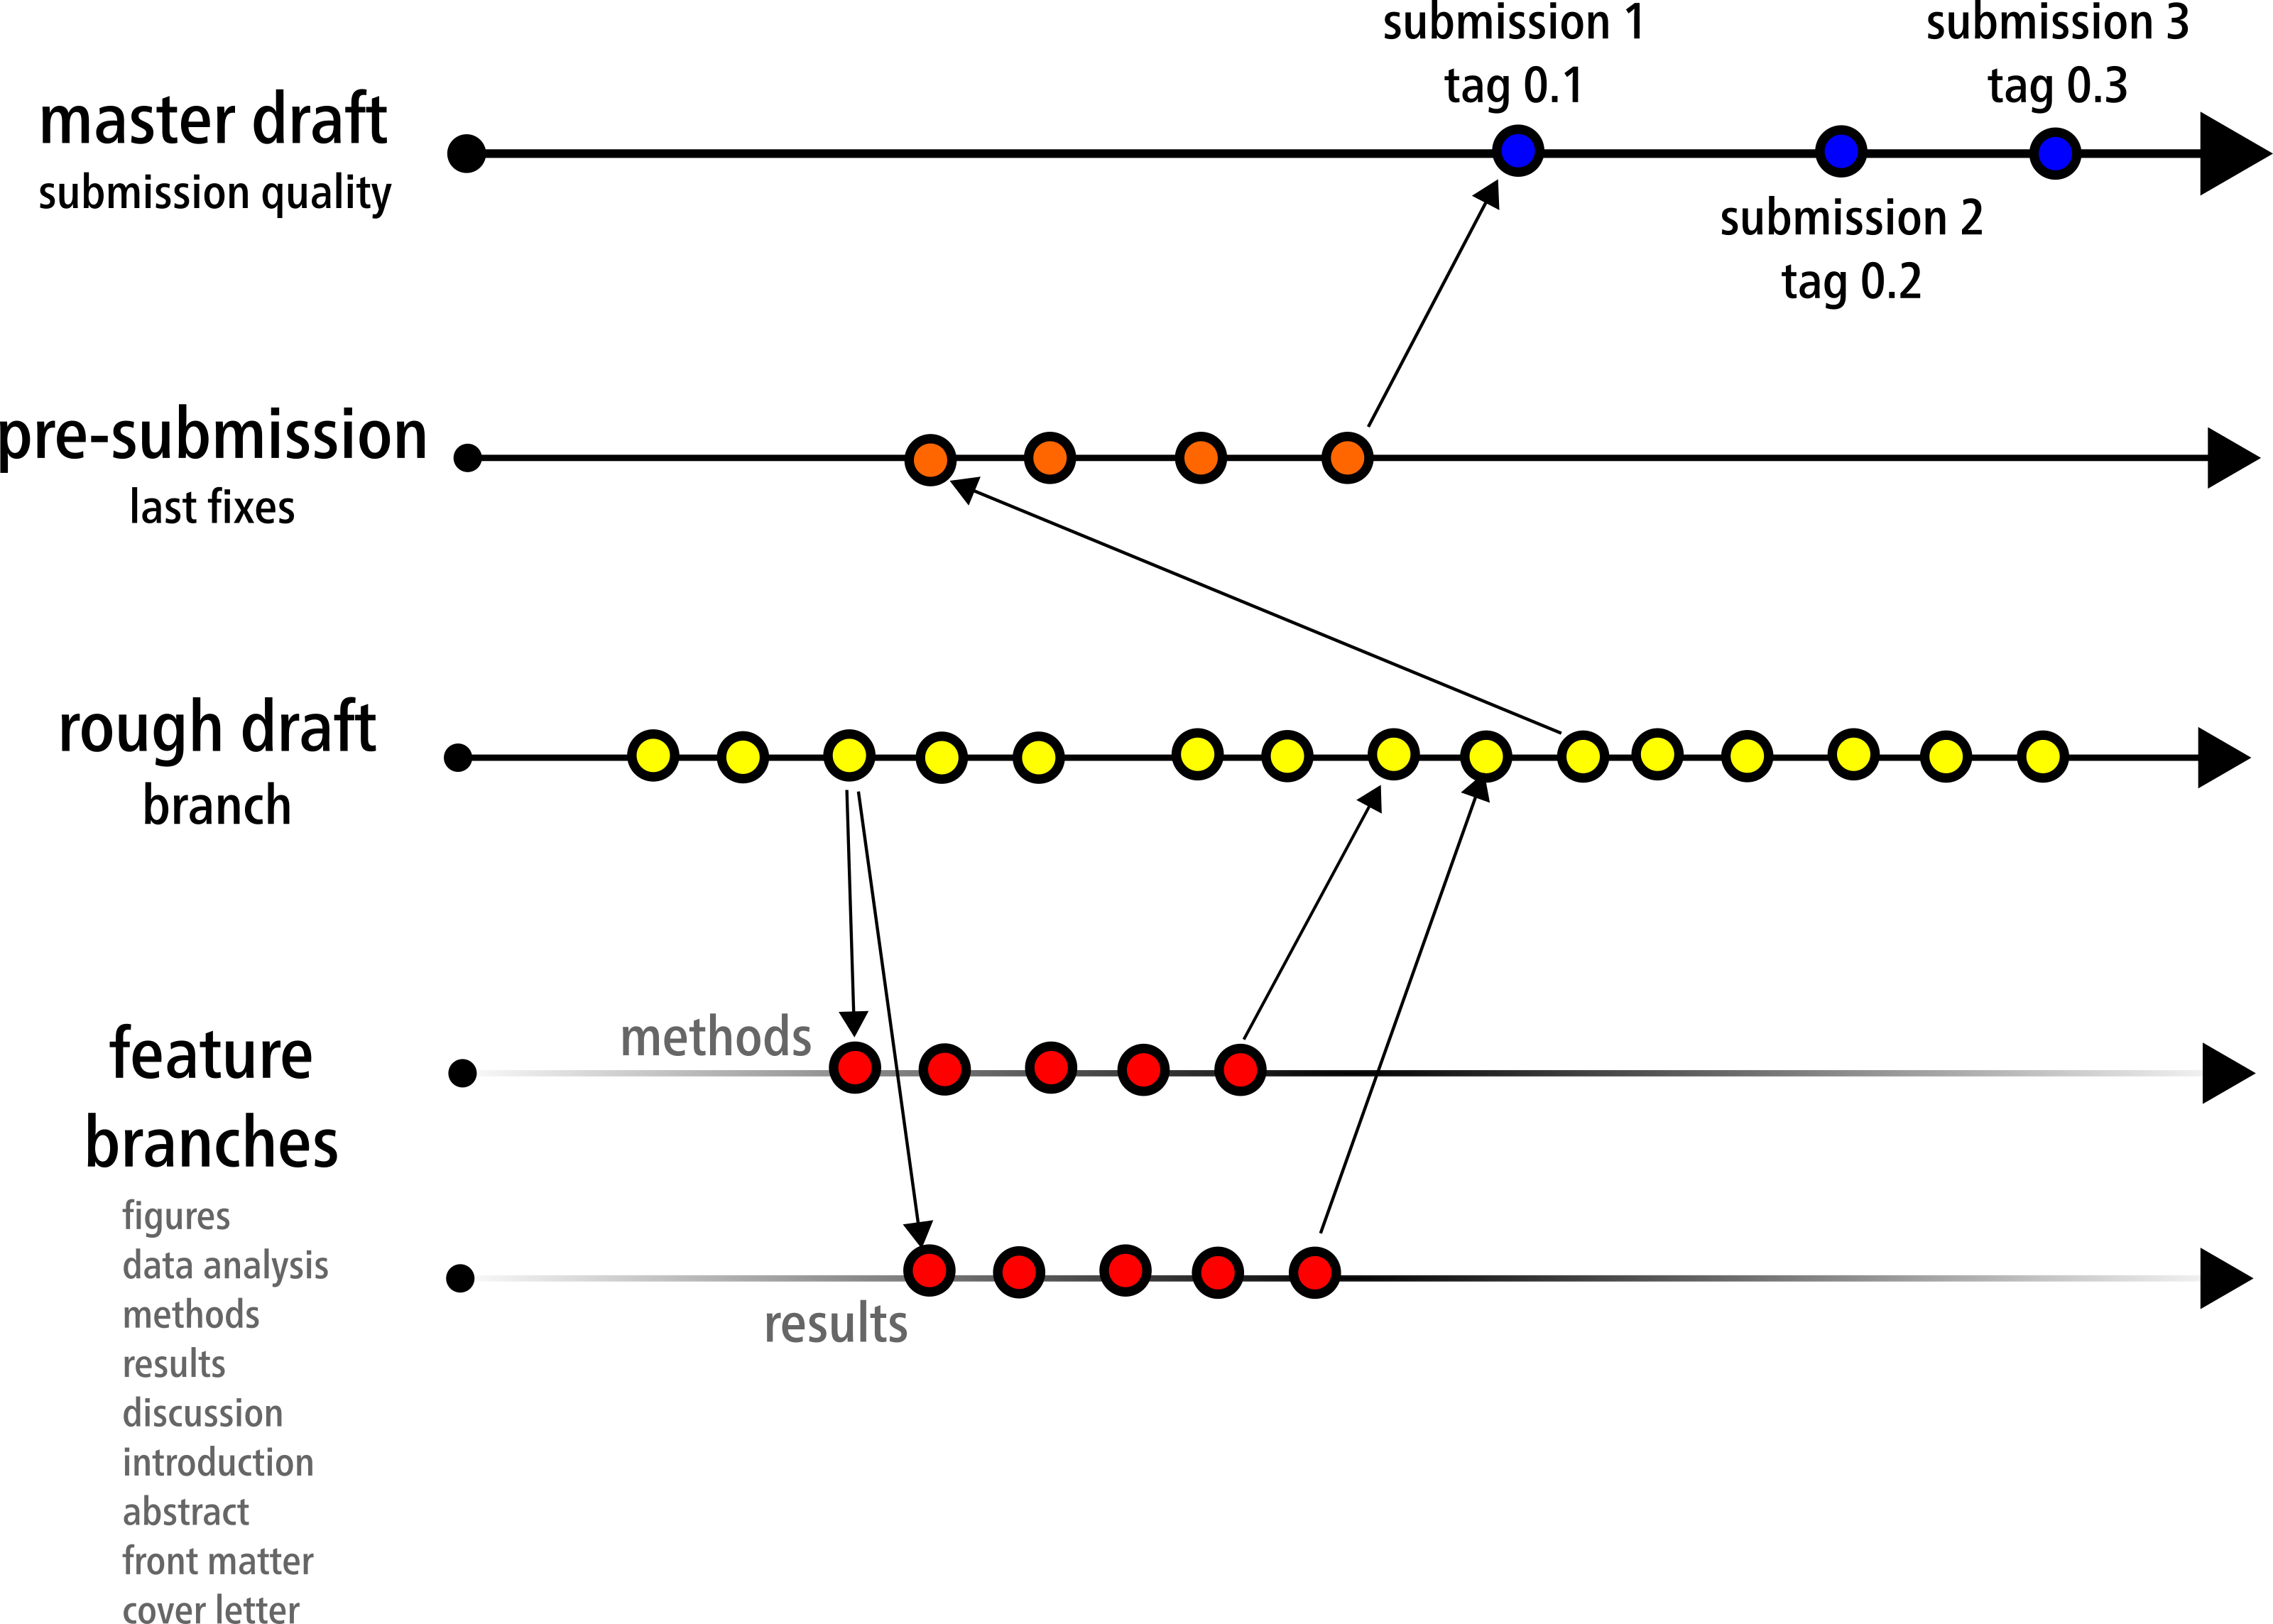 submission 1
tag 0.1
submission 3
tag 0.3
master draft
submission quality
submission 2
tag 0.2
pre-submission
last fixes
rough draft
branch
methods
feature
branches
results
figures
data analysis
methods
results
discussion
introduction
abstract
front matter
cover letter